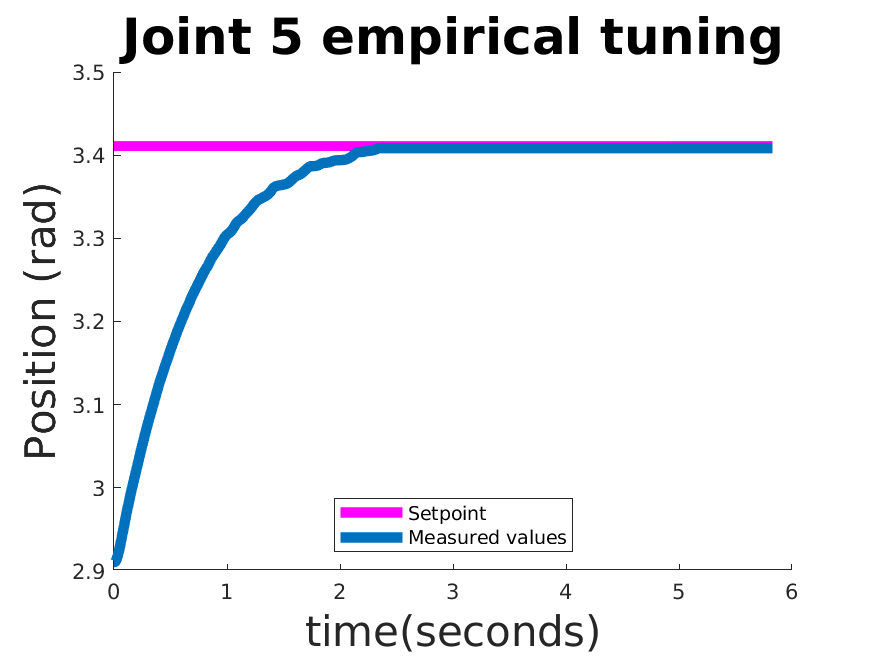 Joint 5 empirical tuning
3.5
3.4
3.3
3.2
3.1
3
2.9
Position (rad)
Setpoint
Measured values
0 1 2 3 4 5 6
time(seconds)